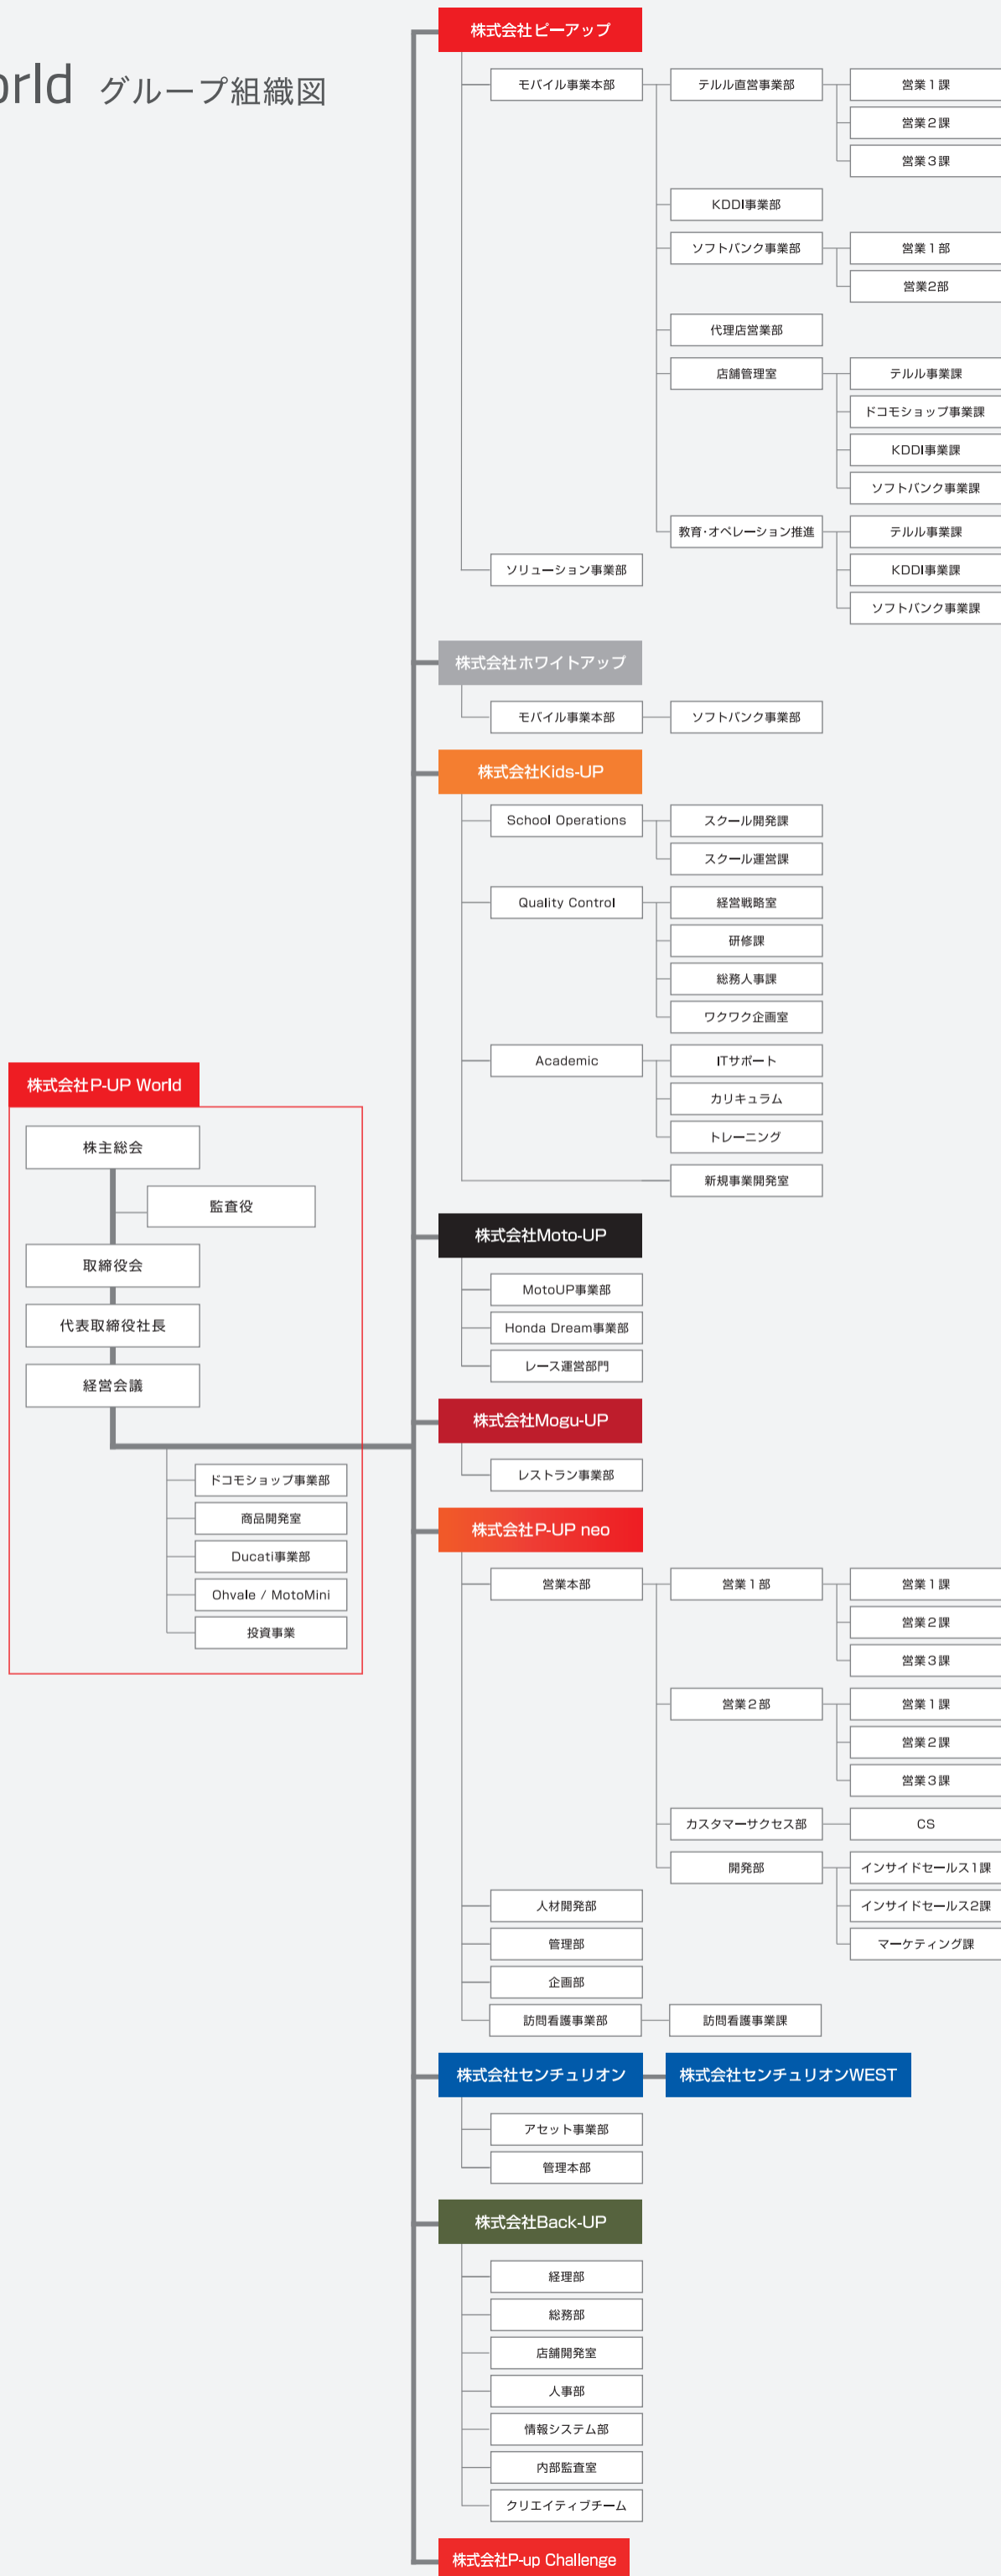 orld グループ組織図
株式会社P-UP World
株主総会
監査役
取締役会
代表取締役社長
経営会議
ドコモショップ事業部
商品開発室
Ducati事業部
Ohvale / MotoMini
投資事業
株式会社ピーアップ
モバイル事業本部
テルル直営事業部
営業1課
営業2課
営業3課
KDDI事業部
ソフトバンク事業部
営業1部
営業2部
代理店営業部
店舗管理室
テルル事業課
ドコモショップ事業課
KDDI事業課
ソフトバンク事業課
教育・オペレーション推進
テルル事業課
KDDI事業課
ソフトバンク事業課
ソリューション事業部
株式会社ホワイトアップ
モバイル事業本部
ソフトバンク事業部
株式会社Kids-UP
School Operations
スクール開発課
スクール運営課
Quality Control
経営戦略室
研修課
総務人事課
ワクワク企画室
Academic
ITサポート
カリキュラム
トレーニング
新規事業開発室
株式会社Moto-UP
MotoUP事業部
Honda Dream事業部
レース運営部門
株式会社Mogu-UP
レストラン事業部
株式会社P-UP neo
営業本部
営業1部
営業1課
営業2課
営業3課
営業2部
営業1課
営業2課
営業3課
カスタマーサクセス部
CS
開発部
インサイドセールス1課
インサイドセールス2課
マーケティング課
人材開発部
管理部
企画部
訪問看護事業部
訪問看護事業課
株式会社センチュリオン
株式会社センチュリオンWEST
アセット事業部
管理本部
株式会社Back-UP
経理部
総務部
店舗開発室
人事部
情報システム部
内部監査室
クリエイティブチーム
株式会社P-up Challenge